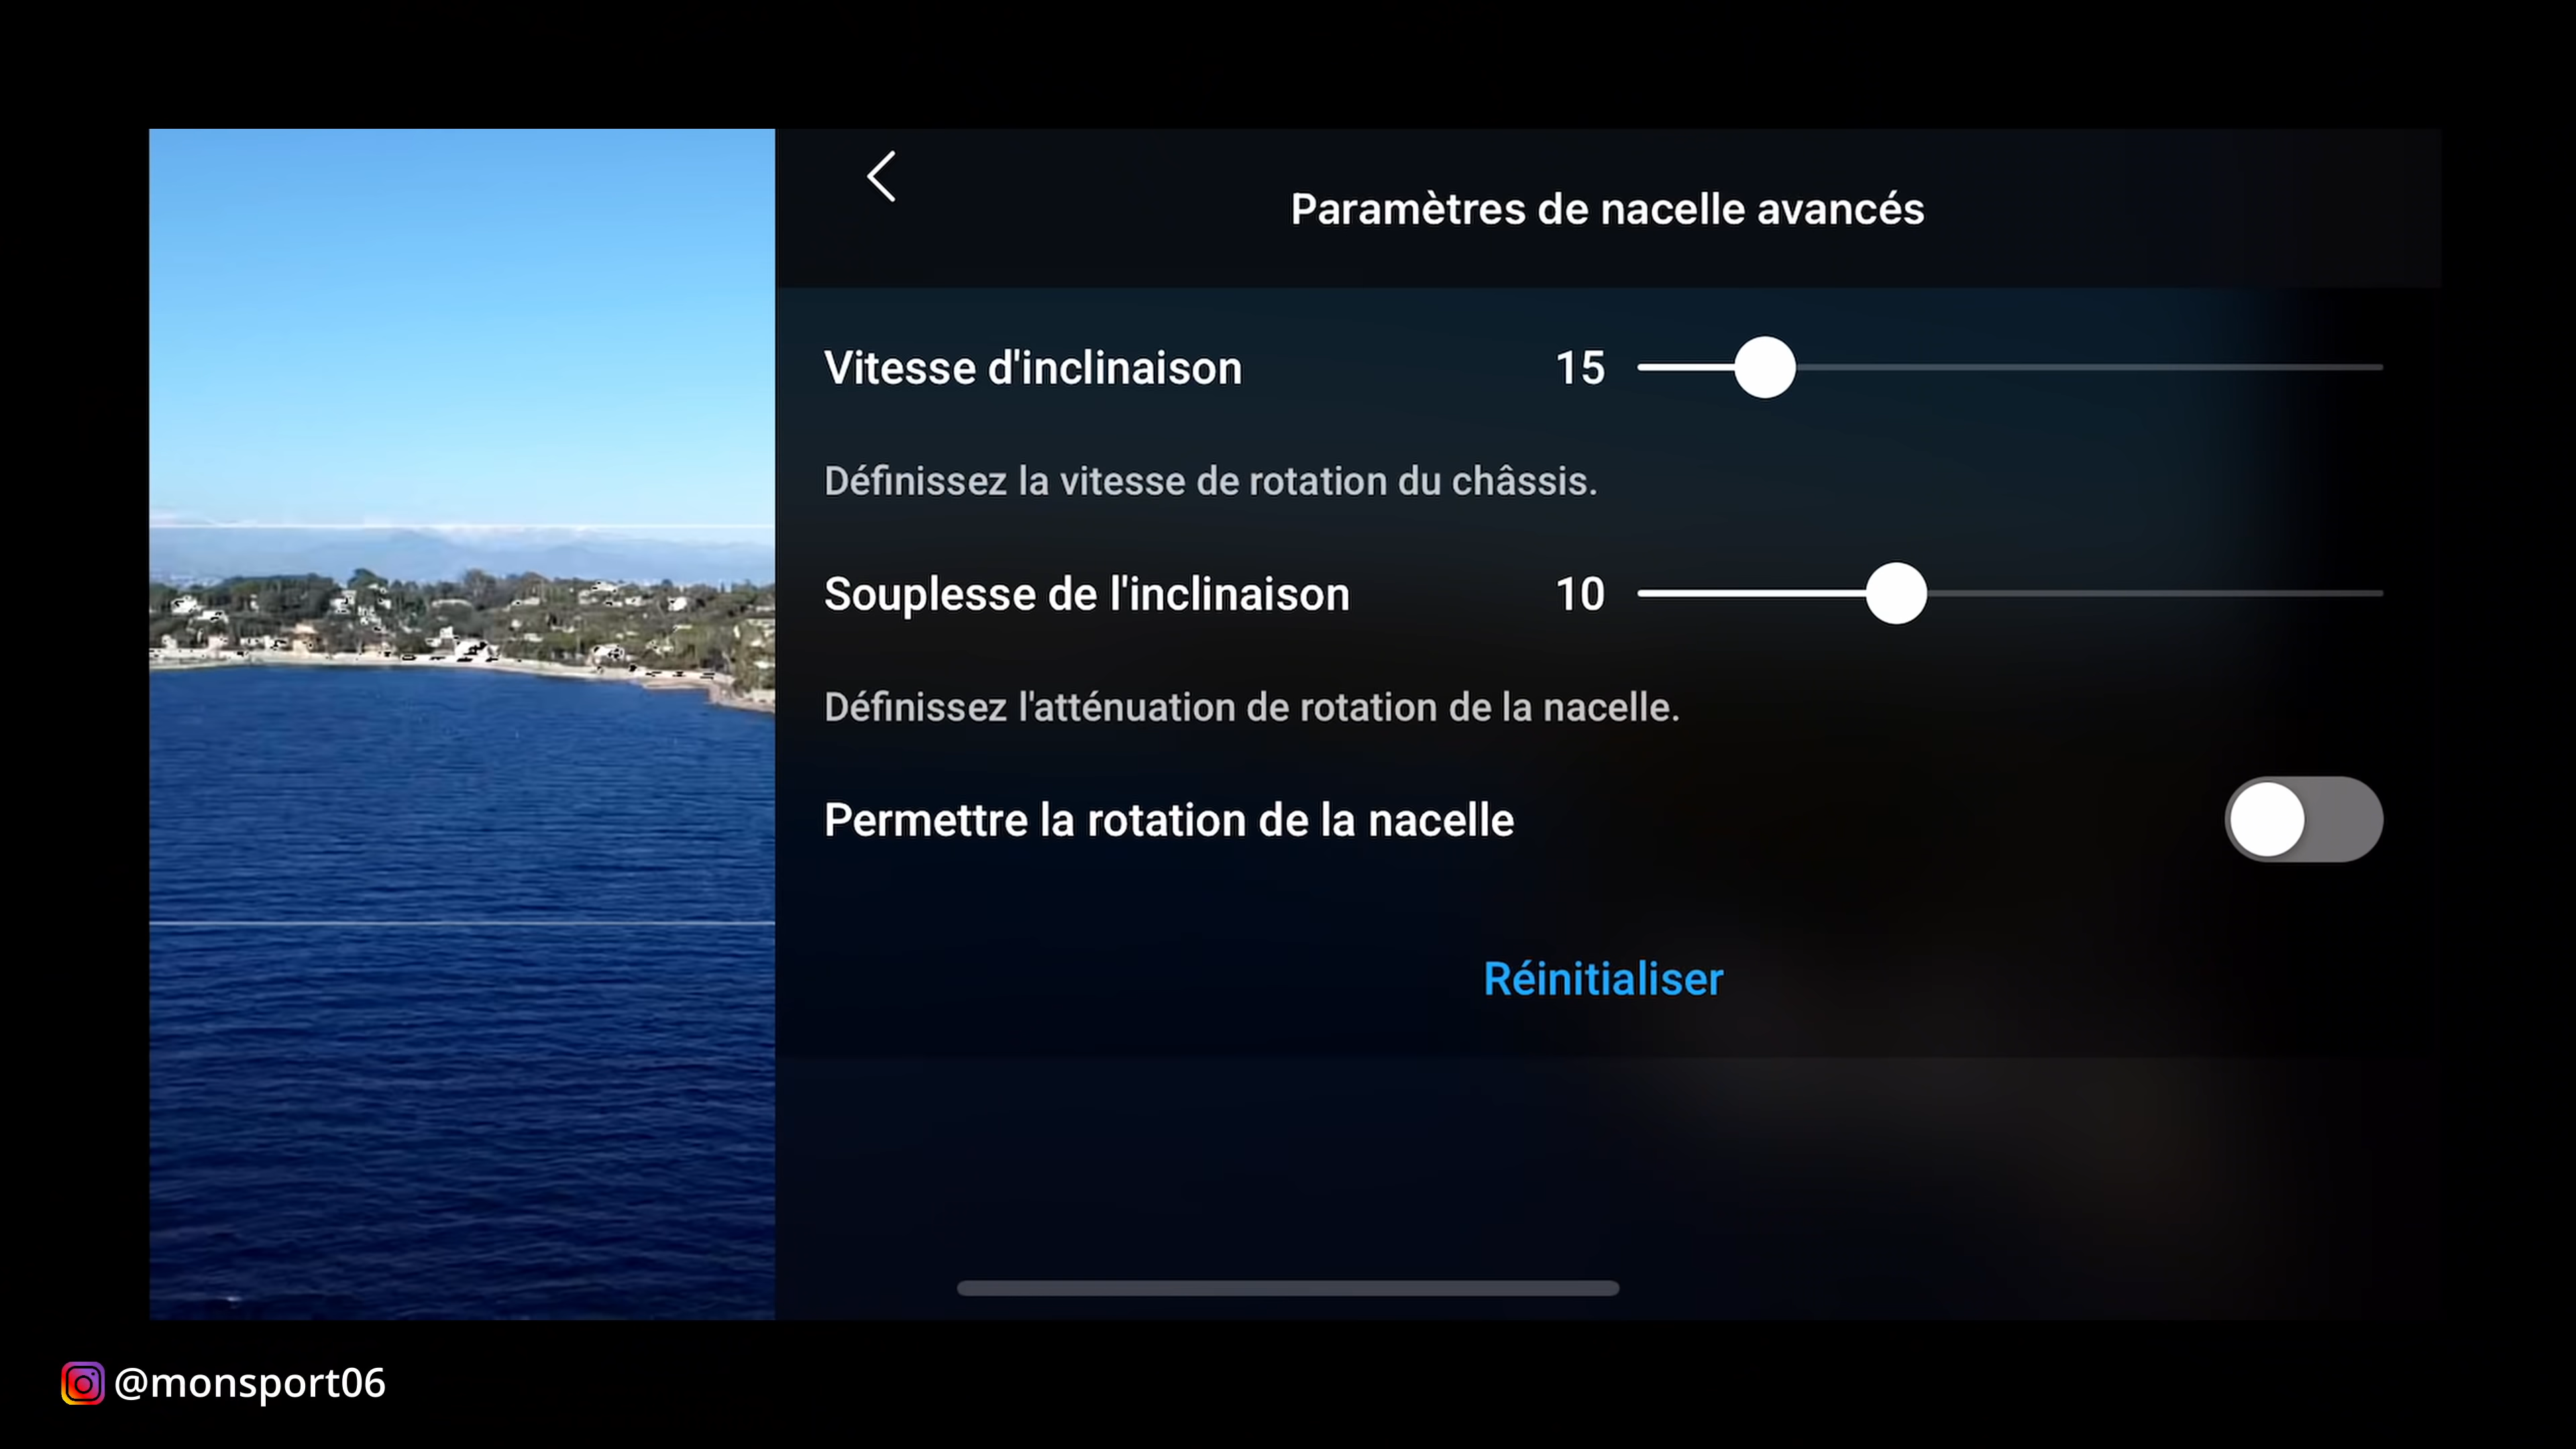 Paramètres de nacelle avancés
Vitesse d'inclinaison 15
Définissez la vitesse de rotation du châssis.
Souplesse de l'inclinaison 10
Définissez l'atténuation de rotation de la nacelle.
Permettre la rotation de la nacelle
Réinitialiser
@monsport06